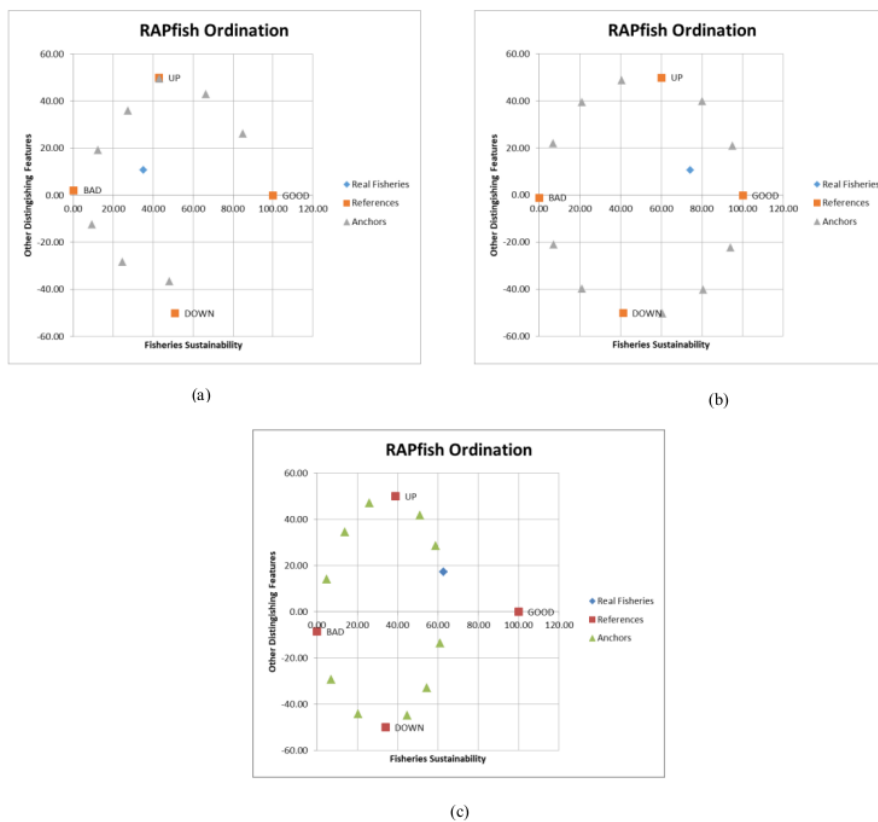 RAPfish Ordination
60.00
40.00
20.00
0.00
-20.00
-40.00
-60.00
0.00 20.00 40.00 60.00 80.00 100.00 120.00
Other Distingishing Features
Fisheries Sustainability
UP
BAD
GOOD
DOWN
Real Fisheries
References
Anchors
(a)
RAPfish Ordination
60.00
40.00
20.00
0.00
-20.00
-40.00
-60.00
0.00 20.00 40.00 60.00 80.00 100.00 120.00
Other Distingishing Features
Fisheries Sustainability
UP
BAD
GOOD
DOWN
Real Fisheries
References
Anchors
(b)
RAPfish Ordination
60.00
40.00
20.00
0.00
-20.00
-40.00
-60.00
0.00 20.00 40.00 60.00 80.00 100.00 120.00
Other Distingishing Features
Fisheries Sustainability
UP
BAD
GOOD
DOWN
Real Fisheries
References
Anchors
(c)